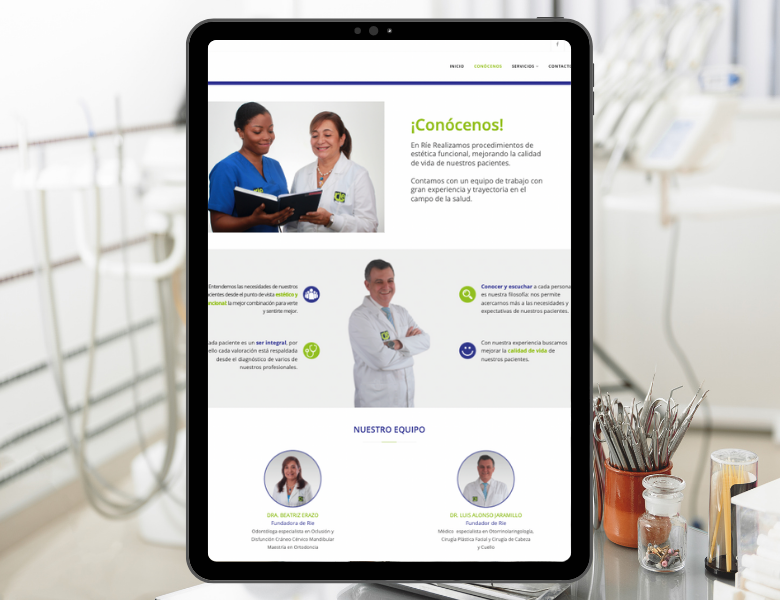 INICIO CONÓCENOS SERVICIOS CONTACTO
¡Conócenos!
En Ríe Realizamos procedimientos de
estética funcional, mejorando la calidad
de vida de nuestros pacientes.
Contamos con un equipo de trabajo con
gran experiencia y trayectoria en el
campo de la salud.
Entendemos las necesidades de nuestros
cientes desde el punto de vista estético y
ncional: la mejor combinación para verte
y sentirte mejor.
Conocer y escuchar a cada persona
es nuestra filosofía: nos permite
acercarnos más a las necesidades y
expectativas de nuestros pacientes.
ada paciente es un ser integral, por
ello cada valoración está respaldada
desde el diagnóstico de varios de
nuestros profesionales.
Con nuestra experiencia buscamos
mejorar la calidad de vida de
nuestros pacientes.
NUESTRO EQUIPO
DRA. BEATRIZ ERAZO
Fundadora de Ríe
Odontóloga especialista en Oclusión y
Disfunción Cráneo Cérvico Mandibular
Maestría en Ortodoncia
DR. LUIS ALONSO JARAMILLO
Fundador de Ríe
Médico especialista en Otorrinolaringología,
Cirugía Plástica Facial y Cirugía de Cabeza
y Cuello